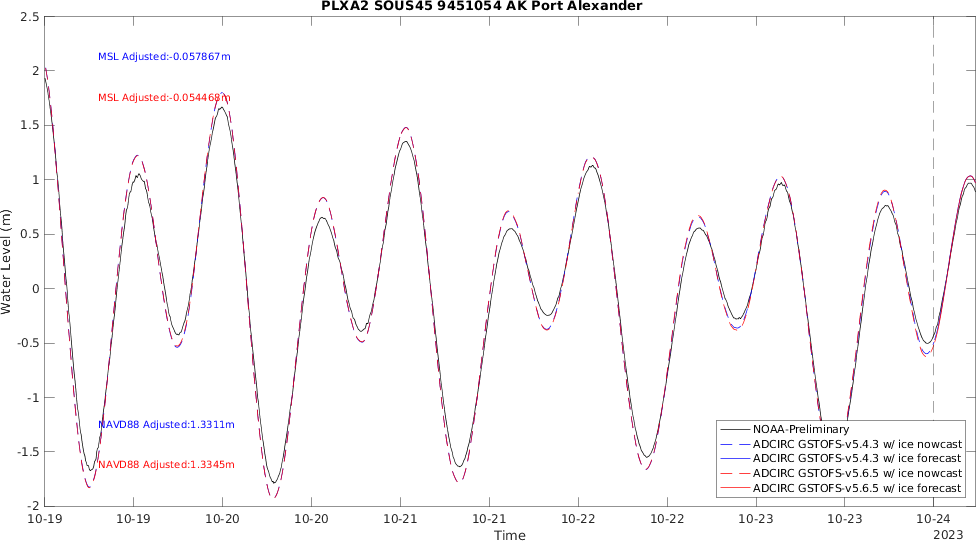 PLXA2 SOUS45 9451054 AK Port Alexander
2.5
2
1.5
1
0.5
0
-0.5
-1
-1.5
-2
Water Level (m)
MSL Adjusted:-0.057867m
MSL Adjusted:-0.054468m
NAVD88 Adjusted:1.3311m
NAVD88 Adjusted:1.3345m
NOAA-Preliminary
ADCIRC GSTOFS-v5.4.3 w/ ice nowcast
ADCIRC GSTOFS-v5.4.3 w/ ice forecast
ADCIRC GSTOFS-v5.6.5 w/ ice nowcast
ADCIRC GSTOFS-v5.6.5 w/ ice forecast
10-19 10-19 10-20 10-20 10-21 10-21 10-22 10-22 10-23 10-23 10-24
Time
2023